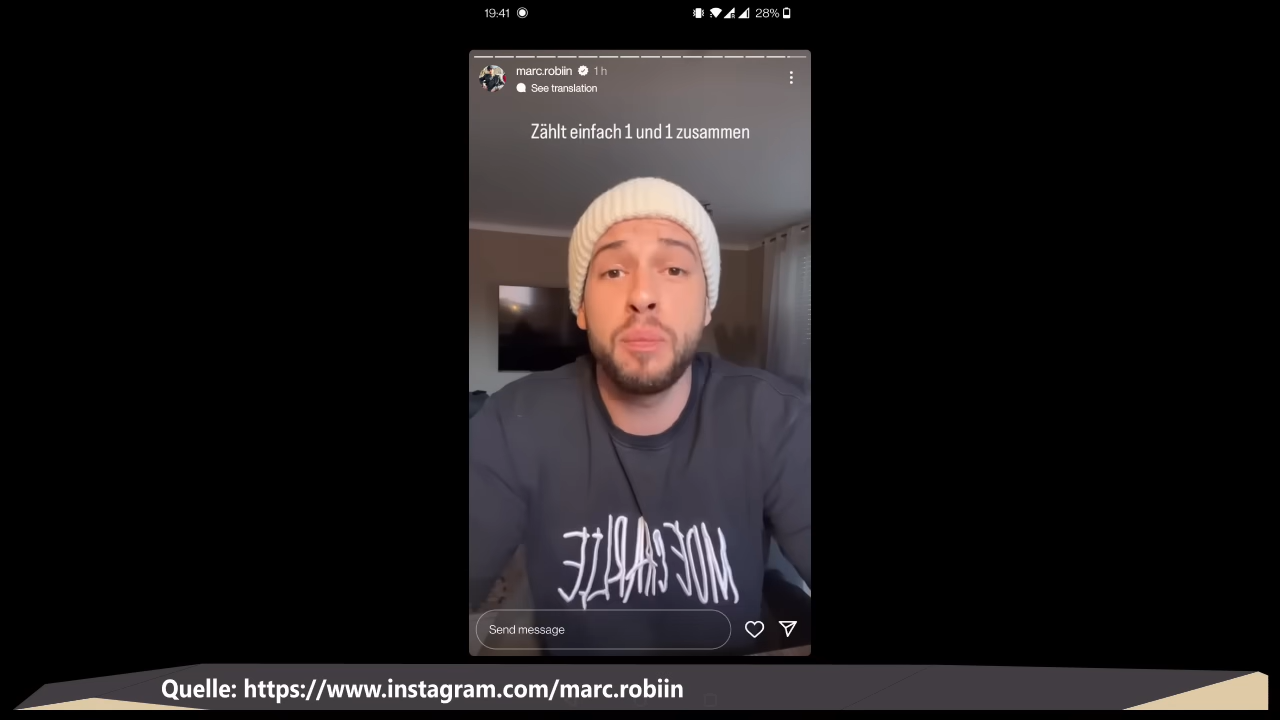 19:41
28%
marc.robiin 1 h
See translation
Zählt einfach 1 und 1 zusammen
Send message
Quelle: https://www.instagram.com/marc.robiin